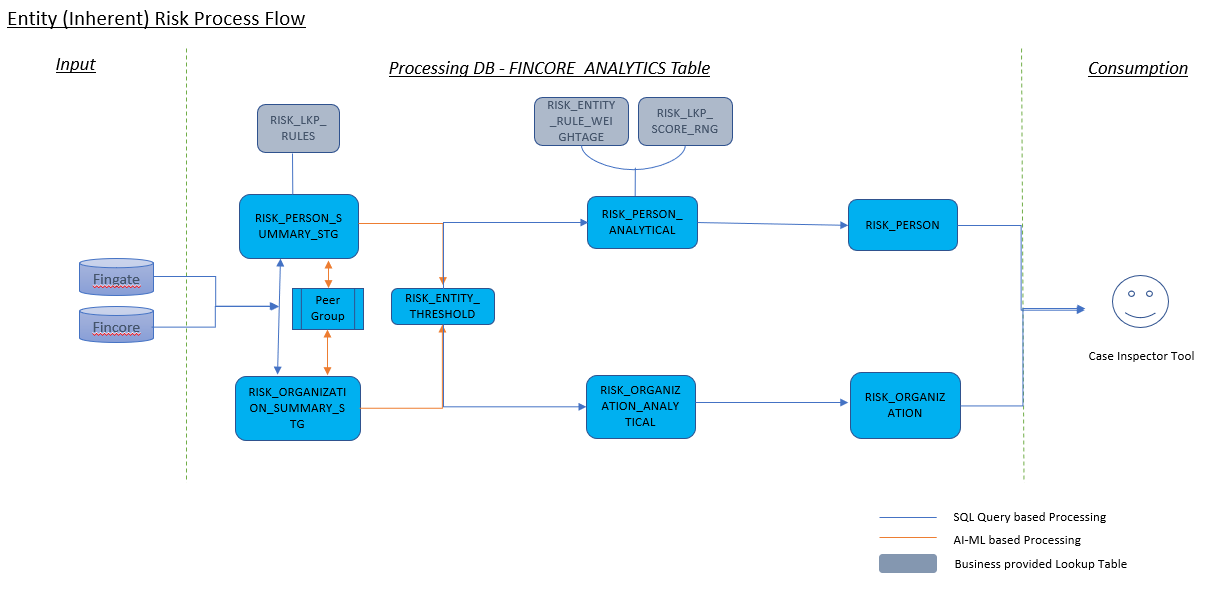 Entity (Inherent) Risk Process Flow
Input
Processing DB - FINCORE_ANALYTICS Table
Consumption
RISK_LKP_
RULES
RISK_ENTITY
_RULE_WEI
GHTAGE
RISK_LKP_
SCORE_RNG
RISK_PERSON_S
UMMARY_STG
RISK_PERSON_
ANALYTICAL
RISK_PERSON
Fingate
Fincore
Peer
Group
RISK_ENTITY_
THRESHOLD
Case Inspector Tool
RISK_ORGANIZATI
ON_SUMMARY_S
TG
RISK_ORGANIZ
ATION_ANALY
TICAL
RISK_ORGANIZ
ATION
SQL Query based Processing
AI-ML based Processing
Business provided Lookup Table